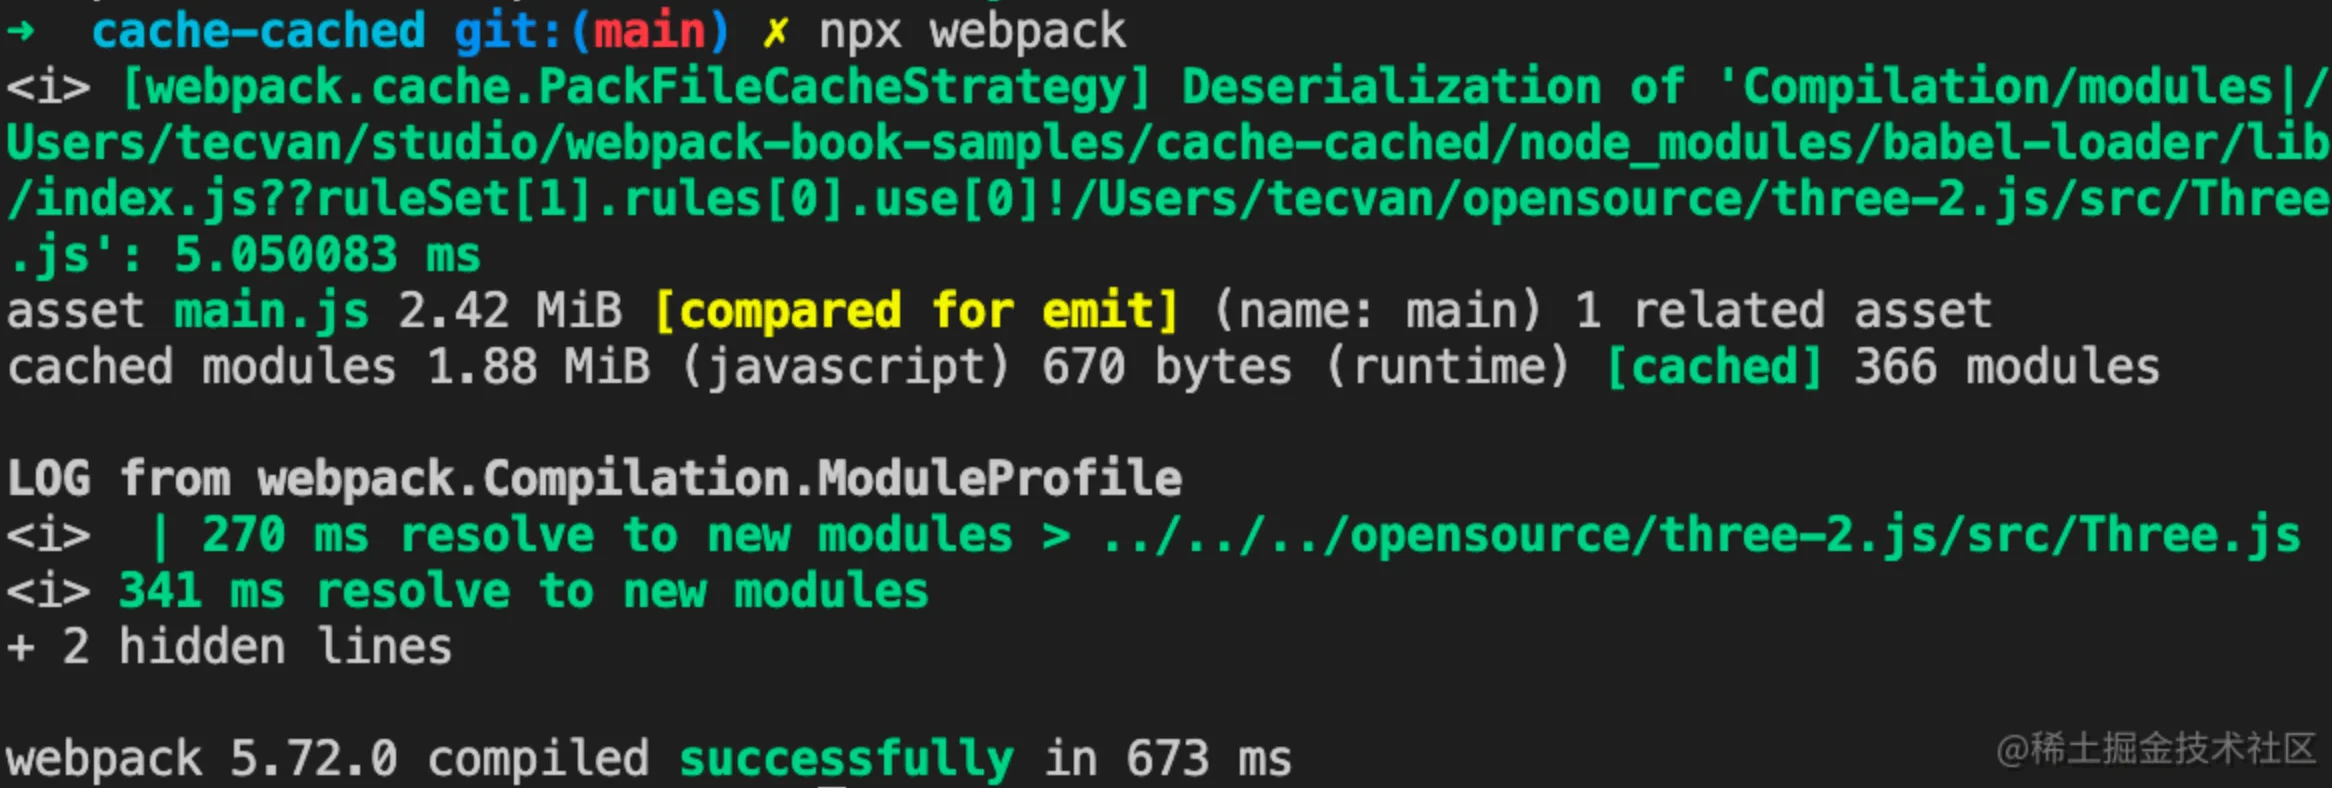 ➜  cache-cached git:(main) ✗ npx webpack
<i> [webpack.cache.PackFileCacheStrategy] Deserialization of 'Compilation/modules|/
Users/tecvan/studio/webpack-book-samples/cache-cached/node_modules/babel-loader/lib
/index.js??ruleSet[1].rules[0].use[0]!/Users/tecvan/opensource/three-2.js/src/Three
.js': 5.050083 ms
asset main.js 2.42 MiB [compared for emit] (name: main) 1 related asset
cached modules 1.88 MiB (javascript) 670 bytes (runtime) [cached] 366 modules
LOG from webpack.Compilation.ModuleProfile
<i>  | 270 ms resolve to new modules > ../../../opensource/three-2.js/src/Three.js
<i> 341 ms resolve to new modules
+ 2 hidden lines
webpack 5.72.0 compiled successfully in 673 ms
@稀土掘金技术社区